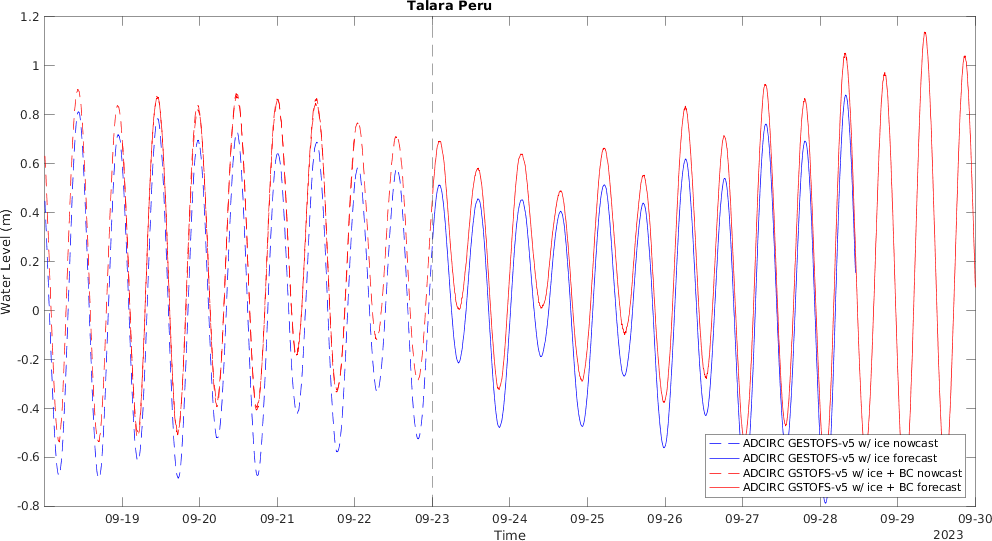 Talara Peru
1.2
1
0.8
0.6
0.4
0.2
0
-0.2
-0.4
-0.6
-0.8
Water Level (m)
ADCIRC GESTOFS-v5 w/ ice nowcast
ADCIRC GESTOFS-v5 w/ ice forecast
ADCIRC GSTOFS-v5 w/ ice + BC nowcast
ADCIRC GSTOFS-v5 w/ ice + BC forecast
09-19 09-20 09-21 09-22 09-23 09-24 09-25 09-26 09-27 09-28 09-29 09-30
Time
2023